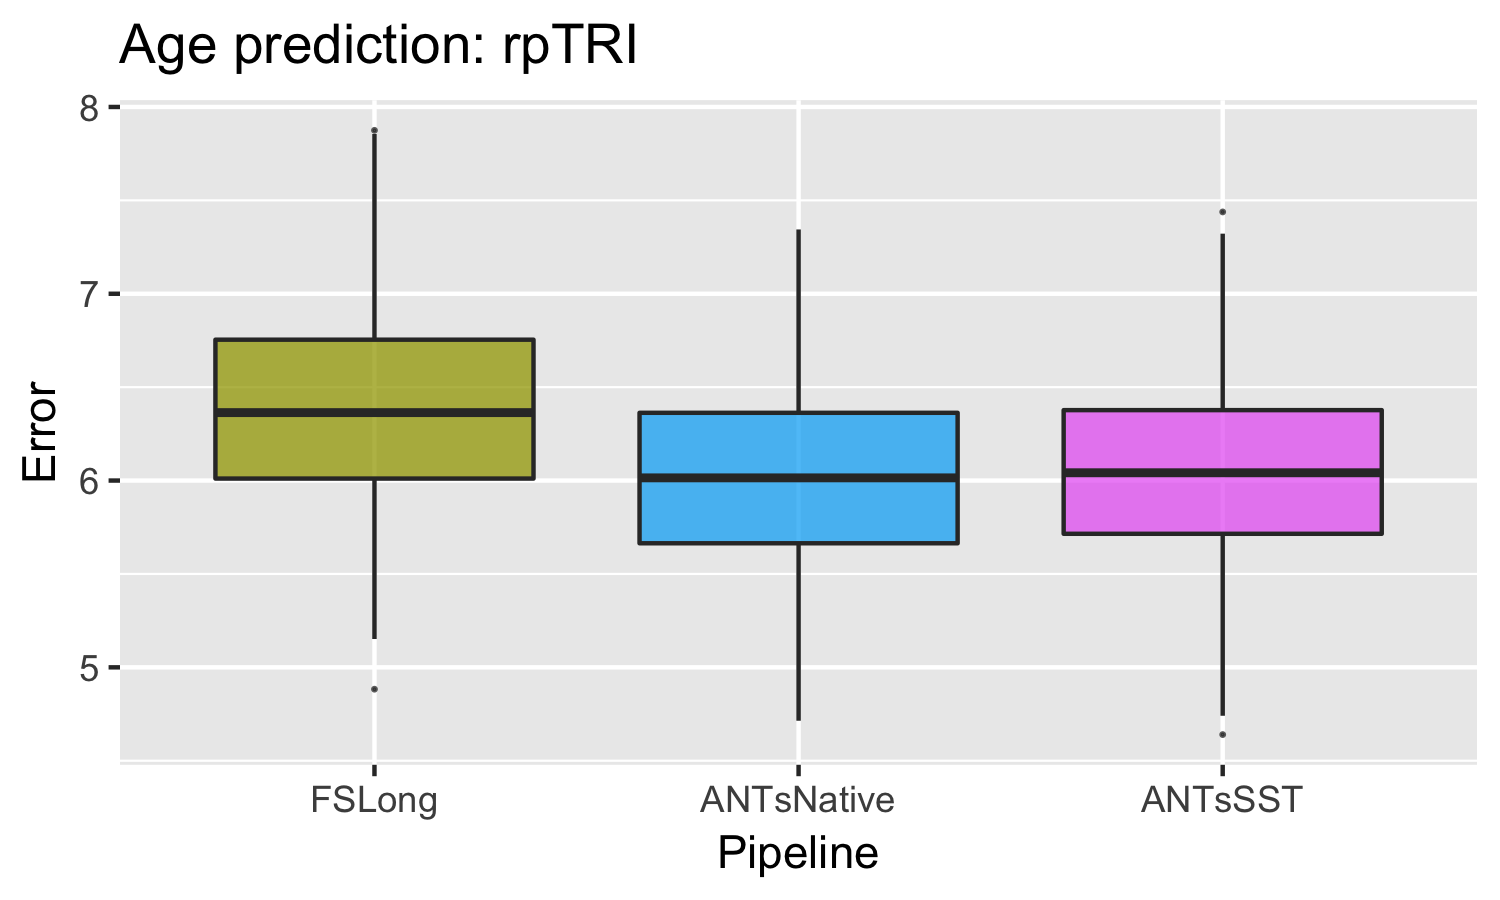 Age prediction: rpTRI
Error
8
7
6
5
FSLong ANTsNative ANTsSST
Pipeline